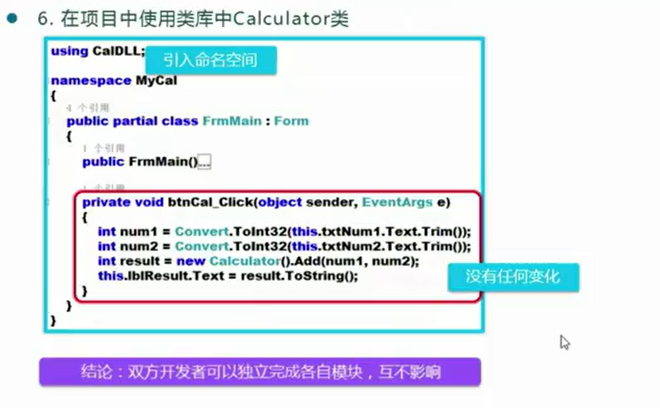 6. 在项目中使用类库中Calculator类
using CalDLL;
引入命名空间
namespace MyCal
{
4 个引用
public partial class FrmMain : Form
{
1 个引用
public FrmMain()...
1 个引用
private void btnCal_Click(object sender, EventArgs e)
{
int num1 = Convert.ToInt32(this.txtNum1.Text.Trim());
int num2 = Convert.ToInt32(this.txtNum2.Text.Trim());
int result = new Calculator().Add(num1, num2);
this.lblResult.Text = result.ToString();
没有任何变化
}
}
}
结论：双方开发者可以独立完成各自模块，互不影响